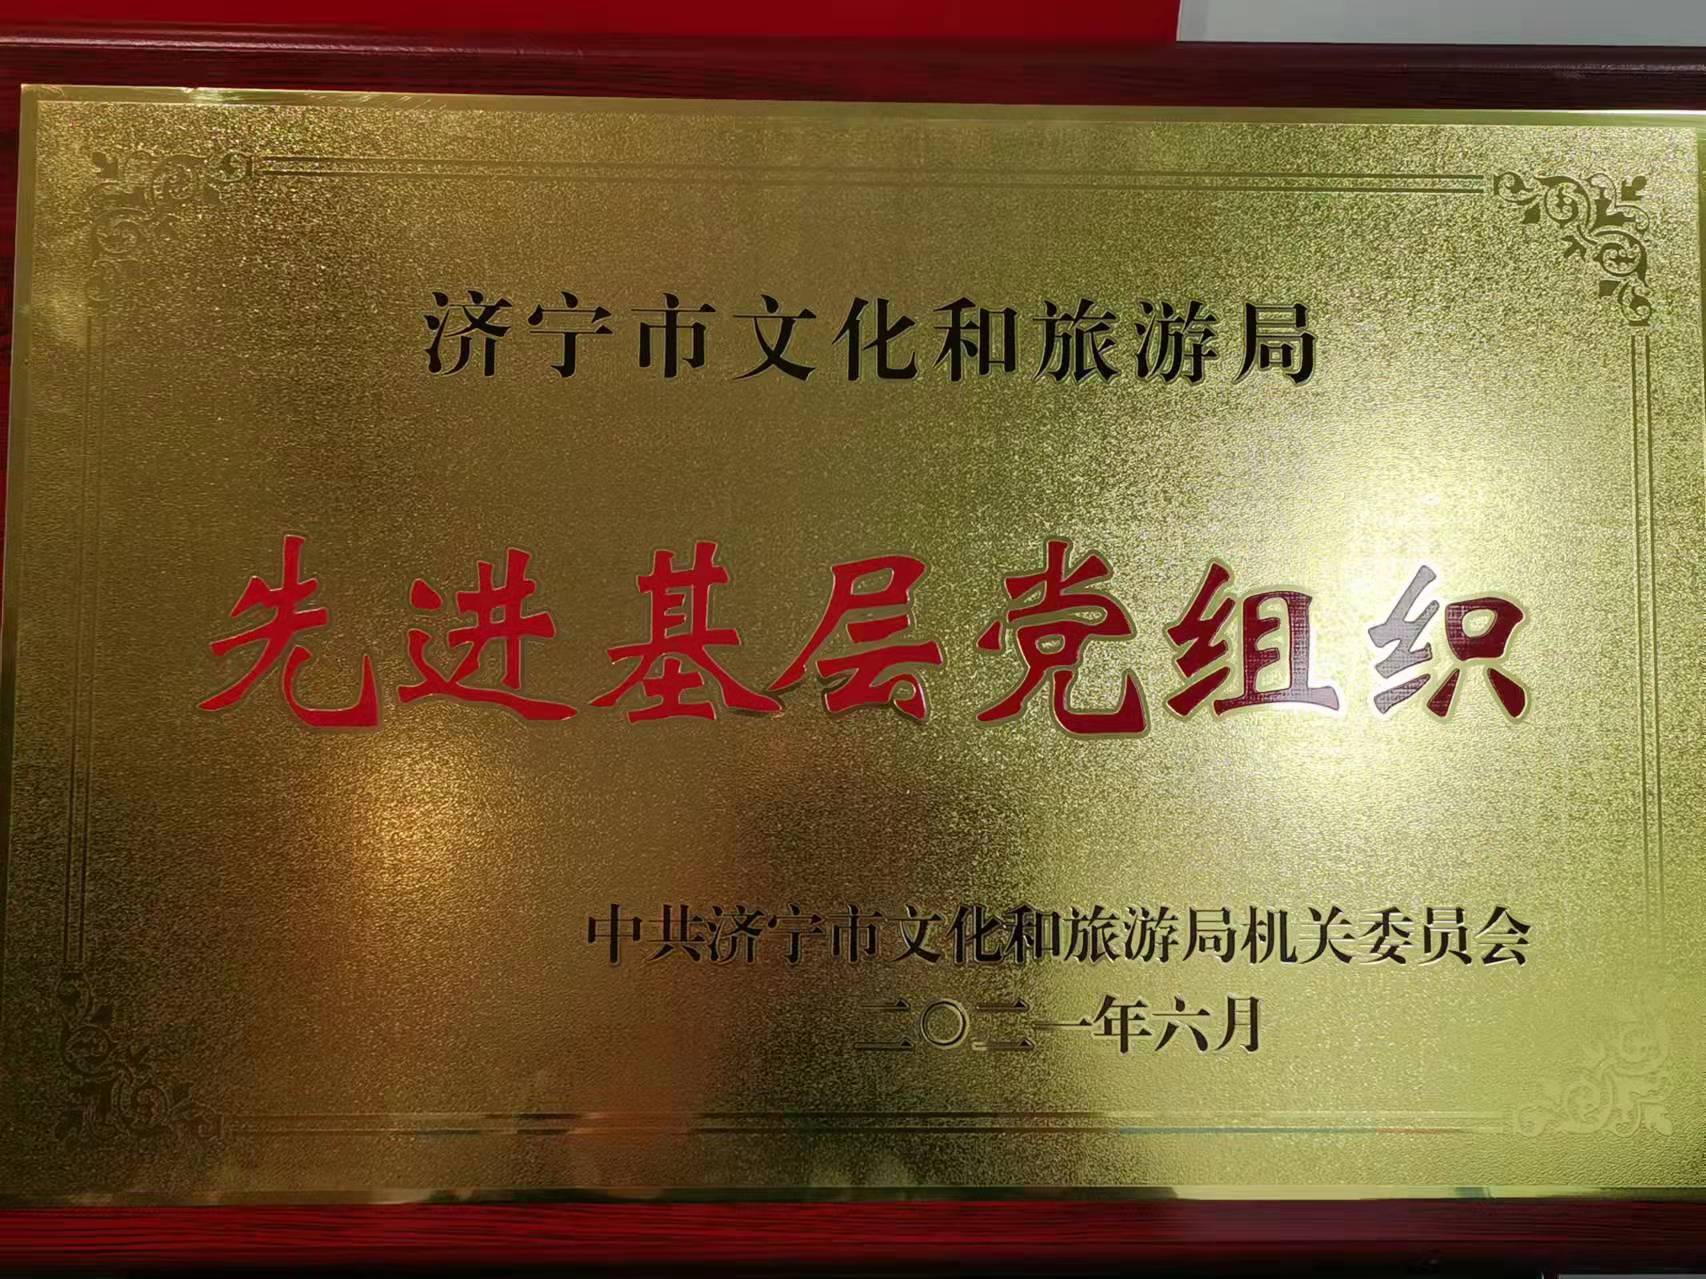 济宁市文化和旅游局
先进基层党组织
中共济宁市文化和旅游局机关委员会
二〇二一年六月